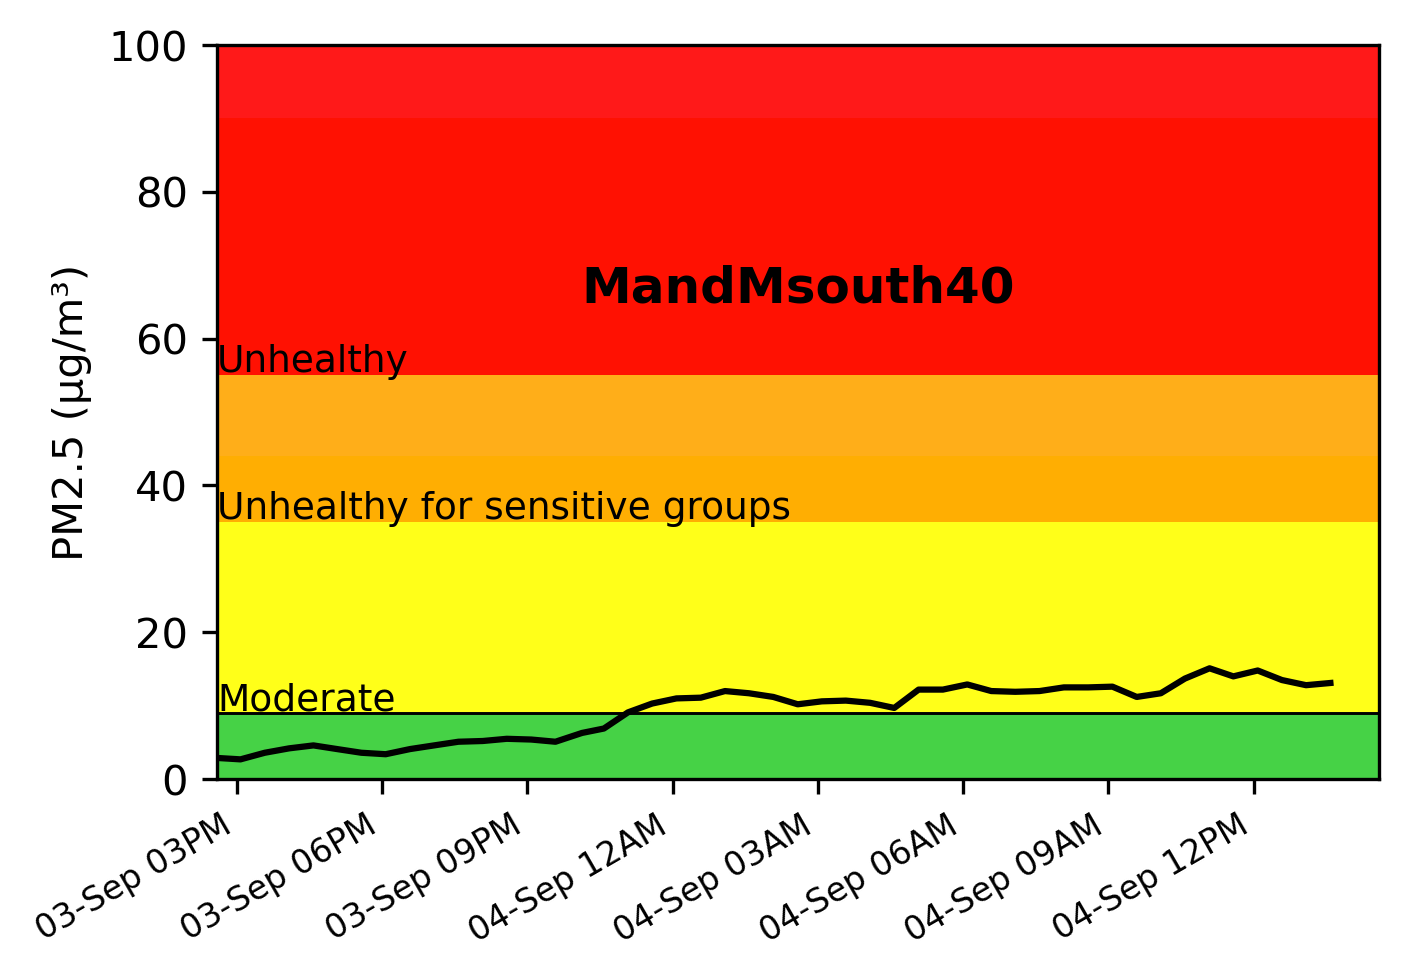 100
80
60
40
20
0
PM2.5 (µg/m³)
MandMsouth40
Unhealthy
Unhealthy for sensitive groups
Moderate
03-Sep 03PM
03-Sep 06PM
03-Sep 09PM
04-Sep 12AM
04-Sep 03AM
04-Sep 06AM
04-Sep 09AM
04-Sep 12PM